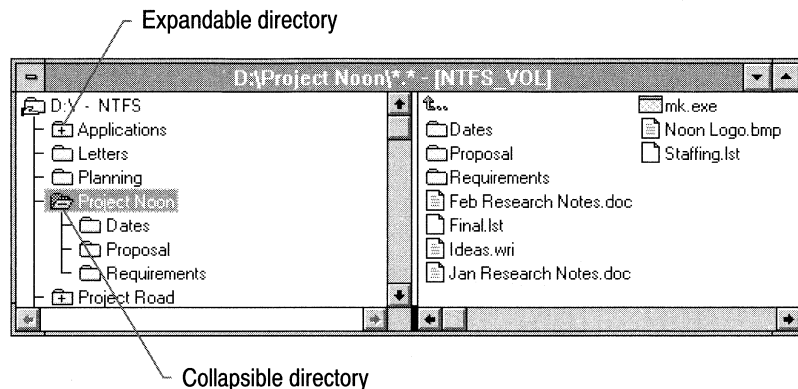 Expandable directory
D:\Project Noon\*.* - [NTFS_VOL]
D:\ - NTFS
Applications
Letters
Planning
Project Noon
Dates
Proposal
Requirements
Project Road
..
Dates
Proposal
Requirements
Feb Research Notes.doc
Final.lst
Ideas.wri
Jan Research Notes.doc
mk.exe
Noon Logo.bmp
Staffing.lst
Collapsible directory